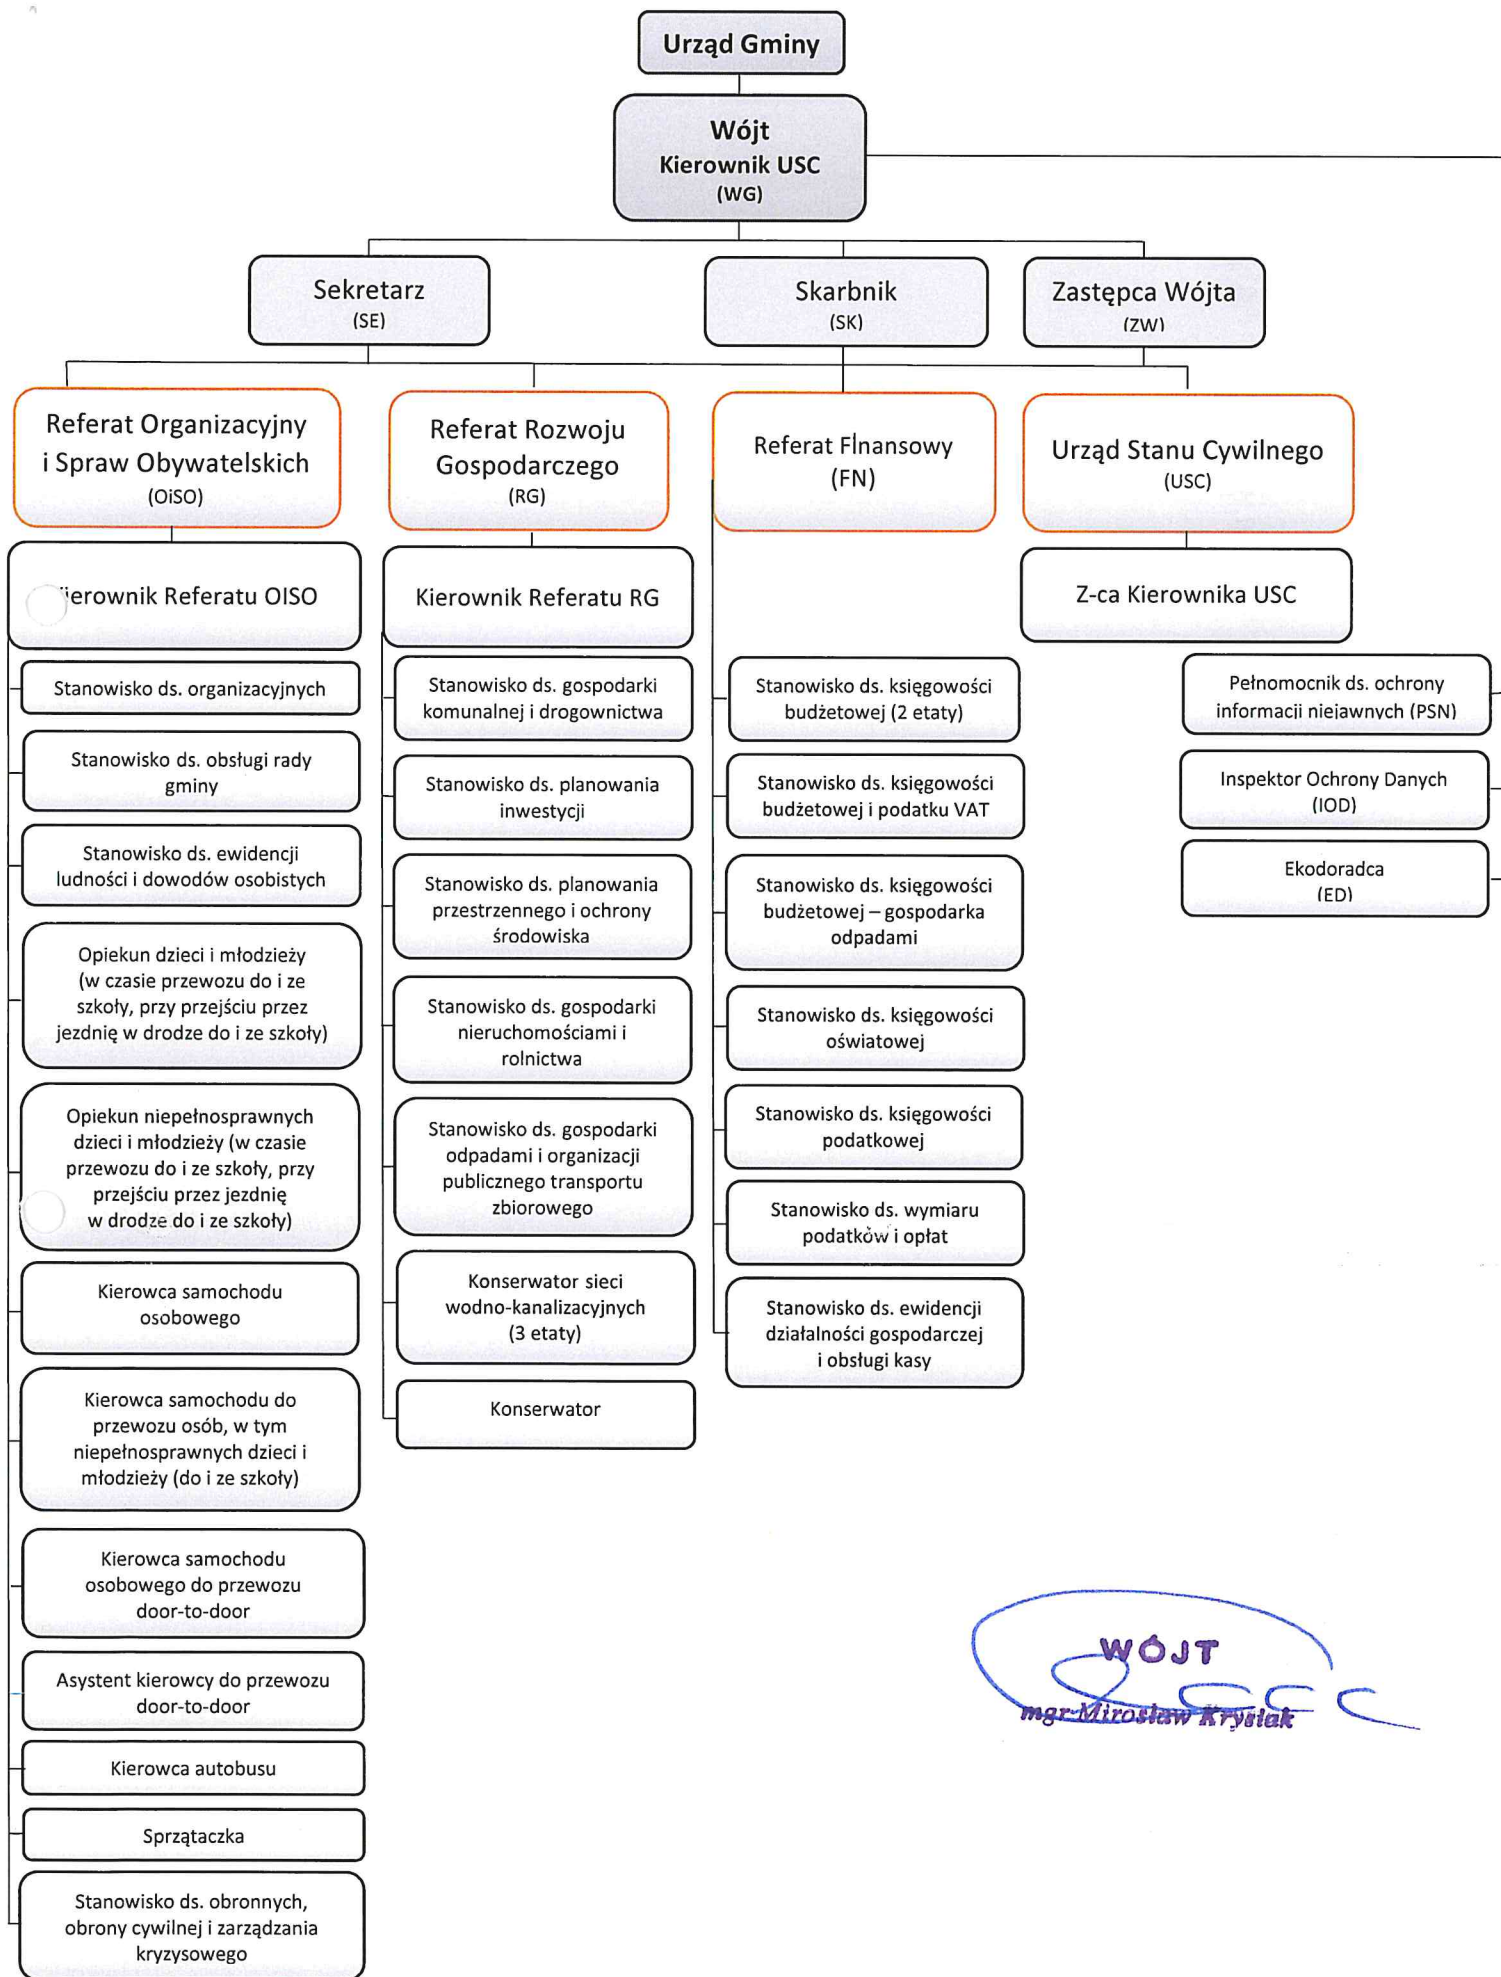 Urząd Gminy
Wójt
Kierownik USC
(WG)
Sekretarz
(SE)
Skarbnik
(SK)
Zastępca Wójta
(ZW)
Referat Organizacyjny
i Spraw Obywatelskich
(OiSO)
Referat Rozwoju
Gospodarczego
(RG)
Referat FInansowy
(FN)
Urząd Stanu Cywilnego
(USC)
Kierownik Referatu OISO
Kierownik Referatu RG
Z-ca Kierownika USC
Stanowisko ds. organizacyjnych
Stanowisko ds. obsługi rady
gminy
Stanowisko ds. ewidencji
ludności i dowodów osobistych
Opiekun dzieci i młodzieży
(w czasie przewozu do i ze
szkoły, przy przejściu przez
jezdnię w drodze do i ze szkoły)
Opiekun niepełnosprawnych
dzieci i młodzieży (w czasie
przewozu do i ze szkoły, przy
przejściu przez jezdnię
w drodze do i ze szkoły)
Kierowca samochodu
osobowego
Kierowca samochodu do
przewozu osób, w tym
niepełnosprawnych dzieci i
młodzieży (do i ze szkoły)
Kierowca samochodu
osobowego do przewozu
door-to-door
Asystent kierowcy do przewozu
door-to-door
Kierowca autobusu
Sprzątaczka
Stanowisko ds. obronnych,
obrony cywilnej i zarządzania
kryzysowego
Stanowisko ds. gospodarki
komunalnej i drogownictwa
Stanowisko ds. planowania
inwestycji
Stanowisko ds. planowania
przestrzennego i ochrony
środowiska
Stanowisko ds. gospodarki
nieruchomościami i
rolnictwa
Stanowisko ds. gospodarki
odpadami i organizacji
publicznego transportu
zbiorowego
Konserwator sieci
wodno-kanalizacyjnych
(3 etaty)
Konserwator
Stanowisko ds. księgowości
budżetowej (2 etaty)
Stanowisko ds. księgowości
budżetowej i podatku VAT
Stanowisko ds. księgowości
budżetowej – gospodarka
odpadami
Stanowisko ds. księgowości
oświatowej
Stanowisko ds. księgowości
podatkowej
Stanowisko ds. wymiaru
podatków i opłat
Stanowisko ds. ewidencji
działalności gospodarczej
i obsługi kasy
Pełnomocnik ds. ochrony
informacji niejawnych (PSN)
Inspektor Ochrony Danych
(IOD)
Ekodoradca
(ED)
WÓJT
mgr Mirosław Krysiak